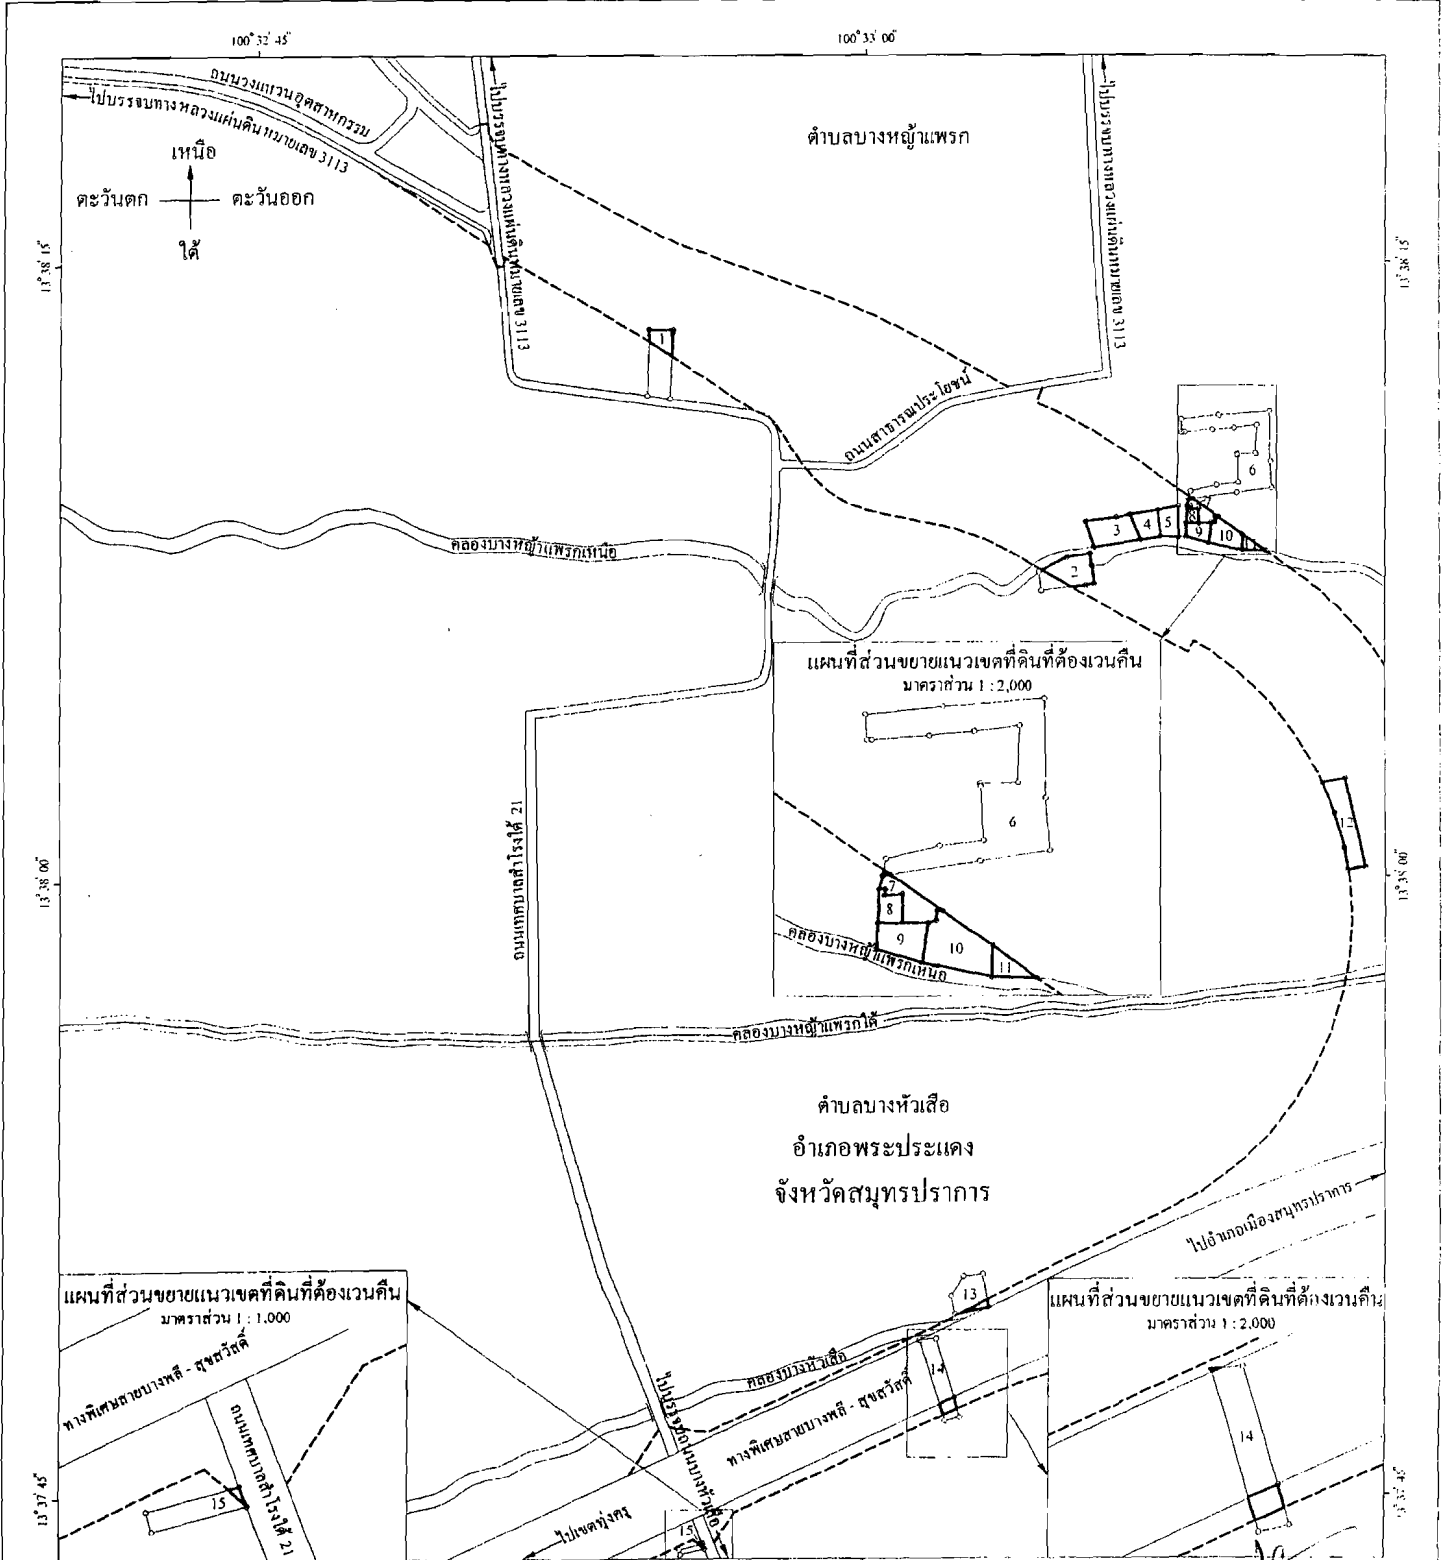 100° 32' 45"
100° 33' 00"
ถนนวงแหวนอุตสาหกรรม
ไปบรรจบทางหลวงแผ่นดินหมายเลข 3113
ไปบรรจบทางหลวงแผ่นดินหมายเลข 3113
ไปบรรจบทางหลวงแผ่นดินหมายเลข 3113
ตำบลบางหญ้าแพรก
เหนือ
ตะวันตก
ตะวันออก
ใต้
13° 38' 15"
13° 38' 15"
1
ถนนสาธารณประโยชน์
6
3
4
5
8
9
10
2
คลองบางหญ้าแพรกเหนือ
แผนที่ส่วนขยายแนวเขตที่ดินที่ต้องเวนคืน
มาตราส่วน 1 : 2,000
6
7
8
9
10
11
คลองบางหญ้าแพรกเหนือ
12
ถนนเทศบาลสำโรงใต้ 21
13° 38' 00"
13° 38' 00"
คลองบางหญ้าแพรกใต้
ตำบลบางหัวเสือ
อำเภอพระประแดง
จังหวัดสมุทรปราการ
ไปอำเภอเมืองสมุทรปราการ
13
14
คลองบางหัวเสือ
ทางพิเศษสายบางพลี - สุขสวัสดิ์
ไปบรรจบถนนบางหัวเสือ
ไปเขตทุ่งครุ
15
แผนที่ส่วนขยายแนวเขตที่ดินที่ต้องเวนคืน
มาตราส่วน 1 : 1,000
ทางพิเศษสายบางพลี - สุขสวัสดิ์
ถนนเทศบาลสำโรงใต้ 21
15
แผนที่ส่วนขยายแนวเขตที่ดินที่ต้องเวนคืน
มาตราส่วน 1 : 2,000
14
13° 37' 45"
13° 37' 45"